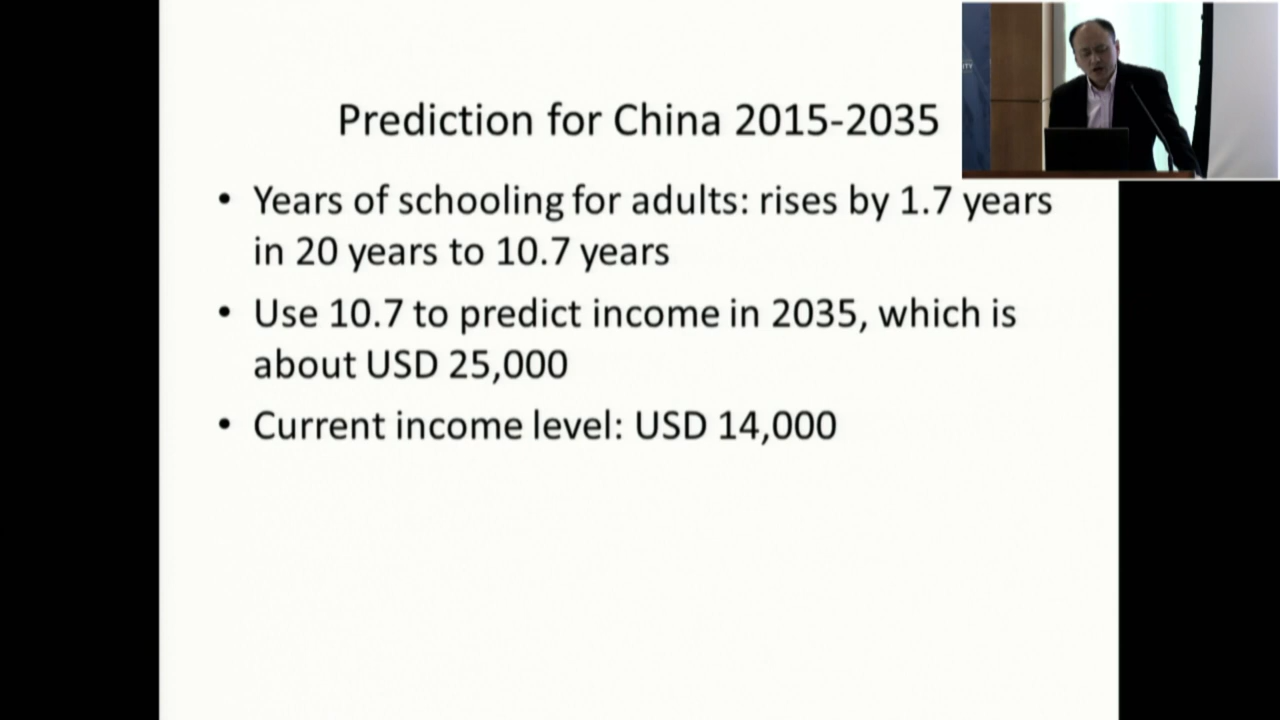 Prediction for China 2015-2035
• Years of schooling for adults: rises by 1.7 years
in 20 years to 10.7 years
• Use 10.7 to predict income in 2035, which is
about USD 25,000
• Current income level: USD 14,000